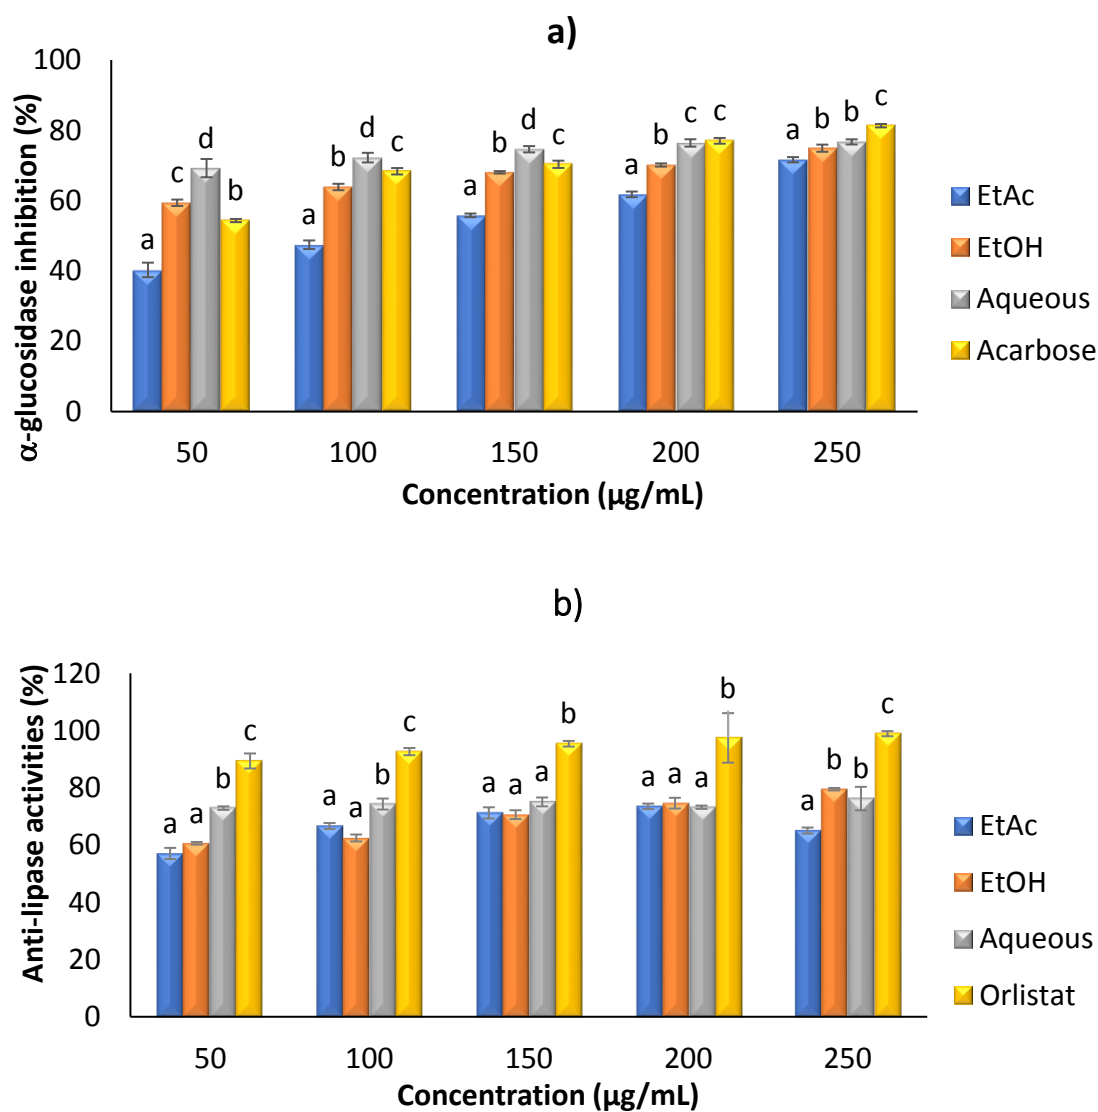 a)
100
80
60
40
20
0
α-glucosidase inhibition (%)
a c d b
a b d c
a b d c
a b c c
a b b c
50 100 150 200 250
Concentration (µg/mL)
EtAc
EtOH
Aqueous
Acarbose
b)
120
100
80
60
40
20
0
Anti-lipase activities (%)
a a b c
a a b c
a a a b
a a a b
a b b c
50 100 150 200 250
Concentration (µg/mL)
EtAc
EtOH
Aqueous
Orlistat